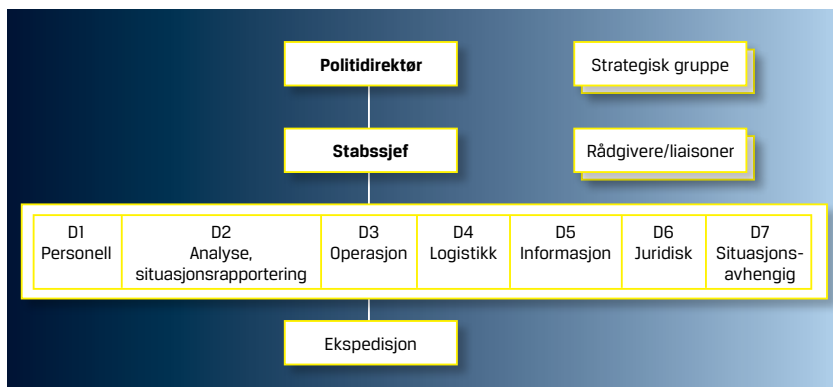 Politidirektør
Strategisk gruppe
Stabssjef
Rådgivere/liaisoner
D1
Personell
D2
Analyse,
situasjonsrapportering
D3
Operasjon
D4
Logistikk
D5
Informasjon
D6
Juridisk
D7
Situasjons-
avhengig
Ekspedisjon